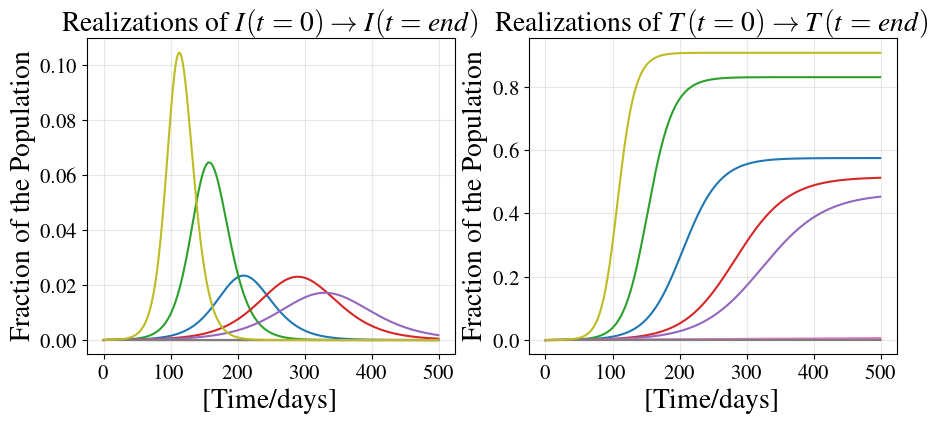 Realizations of I(t = 0) → I(t = end)
Fraction of the Population
0.10
0.08
0.06
0.04
0.02
0.00
0 100 200 300 400 500
[Time/days]
Realizations of T(t = 0) → T(t = end)
Fraction of the Population
0.8
0.6
0.4
0.2
0.0
0 100 200 300 400 500
[Time/days]